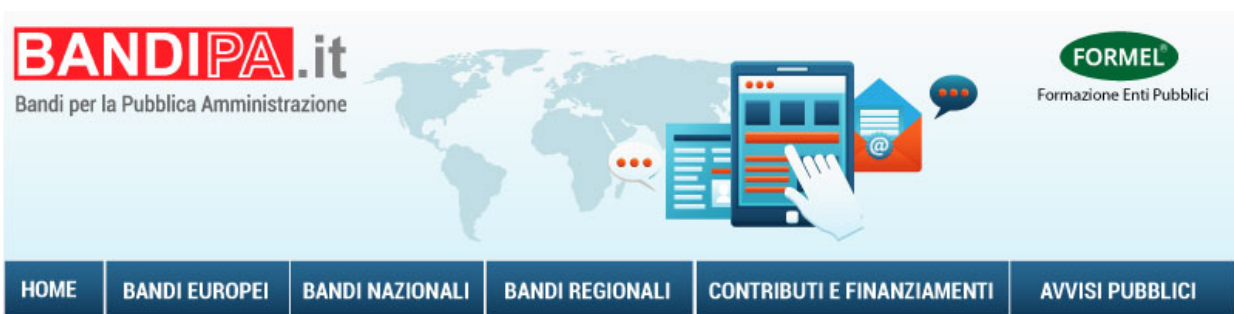 BANDIPA.it
Bandi per la Pubblica Amministrazione
FORMEL®
Formazione Enti Pubblici
@
HOME
BANDI EUROPEI
BANDI NAZIONALI
BANDI REGIONALI
CONTRIBUTI E FINANZIAMENTI
AVVISI PUBBLICI